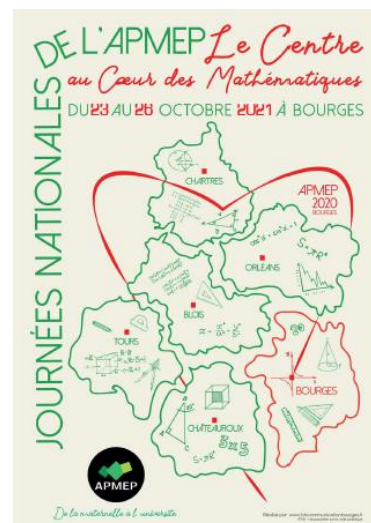 JOURNÉES NATIONALES
DE L'APMEP Le Centre
au Cœur des Mathématiques
DU 23 AU 26 OCTOBRE 2021 À BOURGES
CHARTRES
APMEP
2020
BOURGES
ORLÉANS
BLOIS
TOURS
BOURGES
CHÂTEAUROUX
3x5
APMEP
De la maternelle à l'université